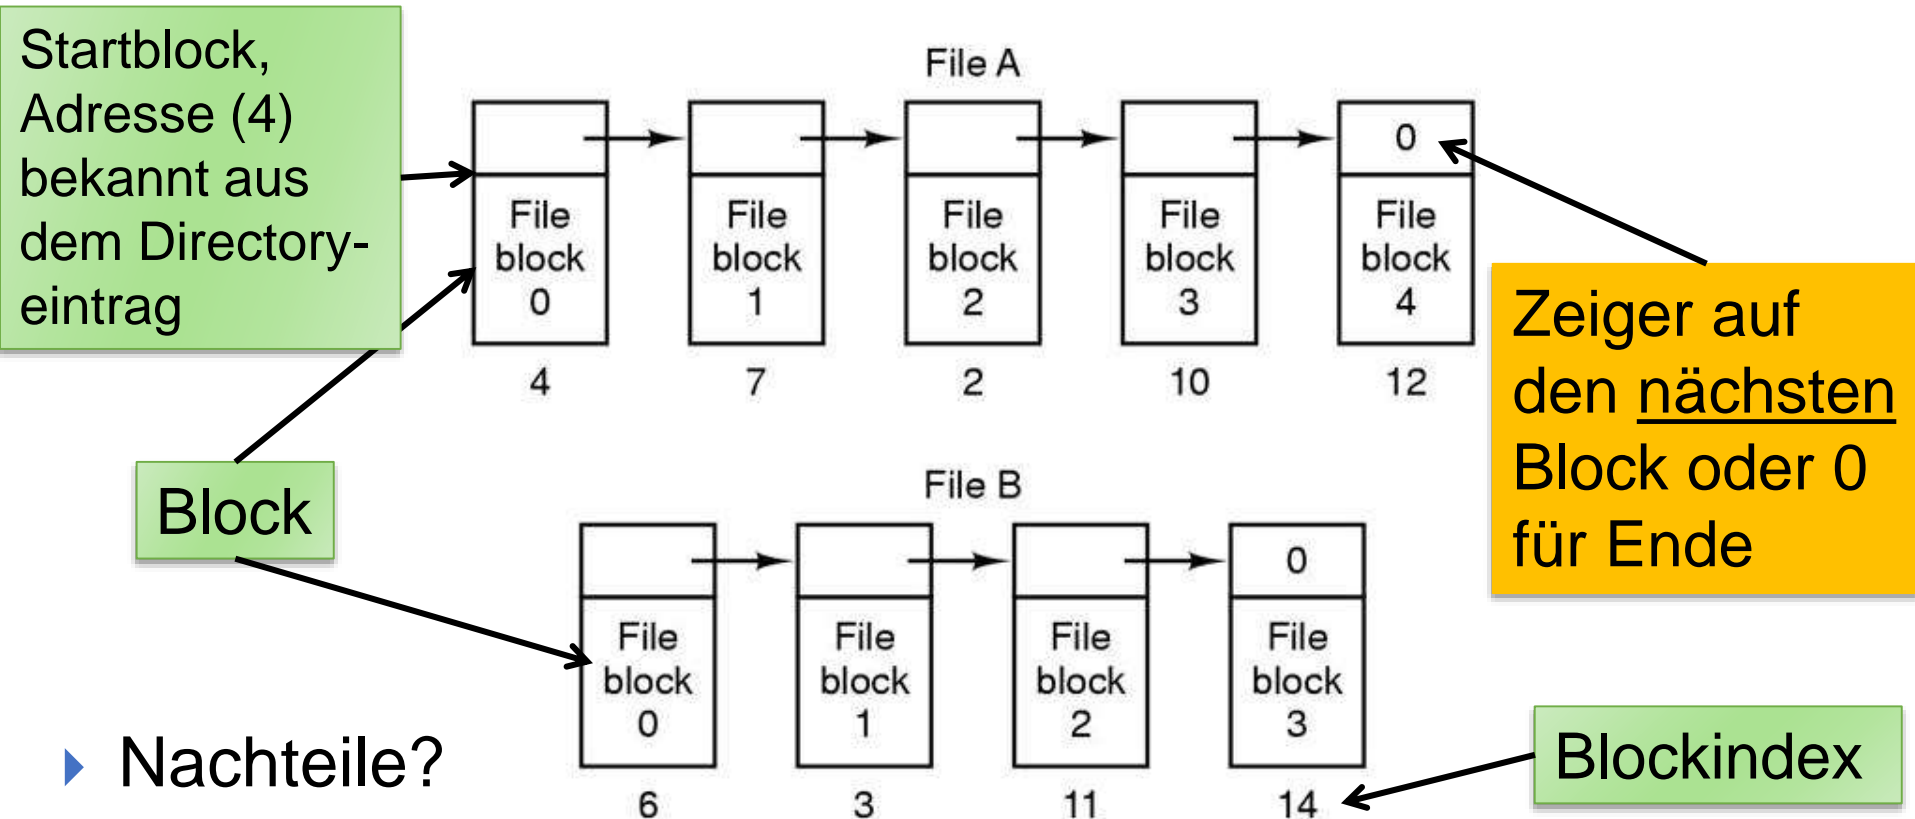 Startblock,
Adresse (4)
bekannt aus
dem Directory-
eintrag
File A
0
File
block
0
File
block
1
File
block
2
File
block
3
File
block
4
4
7
2
10
12
Zeiger auf
den nächsten
Block oder 0
für Ende
Block
File B
0
File
block
0
File
block
1
File
block
2
File
block
3
6
3
11
14
Blockindex
Nachteile?